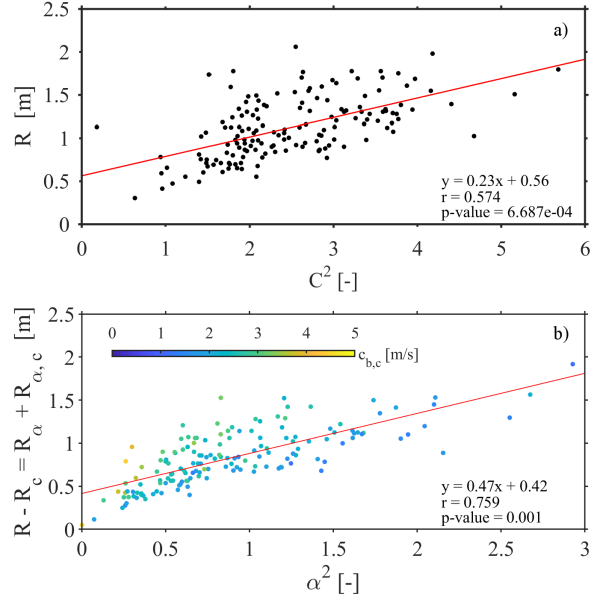 2.5
2
1.5
1
0.5
0
R [m]
a)
y = 0.23x + 0.56
r = 0.574
p-value = 6.687e-04
0 1 2 3 4 5 6
C² [-]
2.5
2
1.5
1
0.5
0
R - R_c = R_α + R_α, c [m]
b)
0 1 2 3 4 5
c_b,c [m/s]
y = 0.47x + 0.42
r = 0.759
p-value = 0.001
0 0.5 1 1.5 2 2.5 3
α² [-]